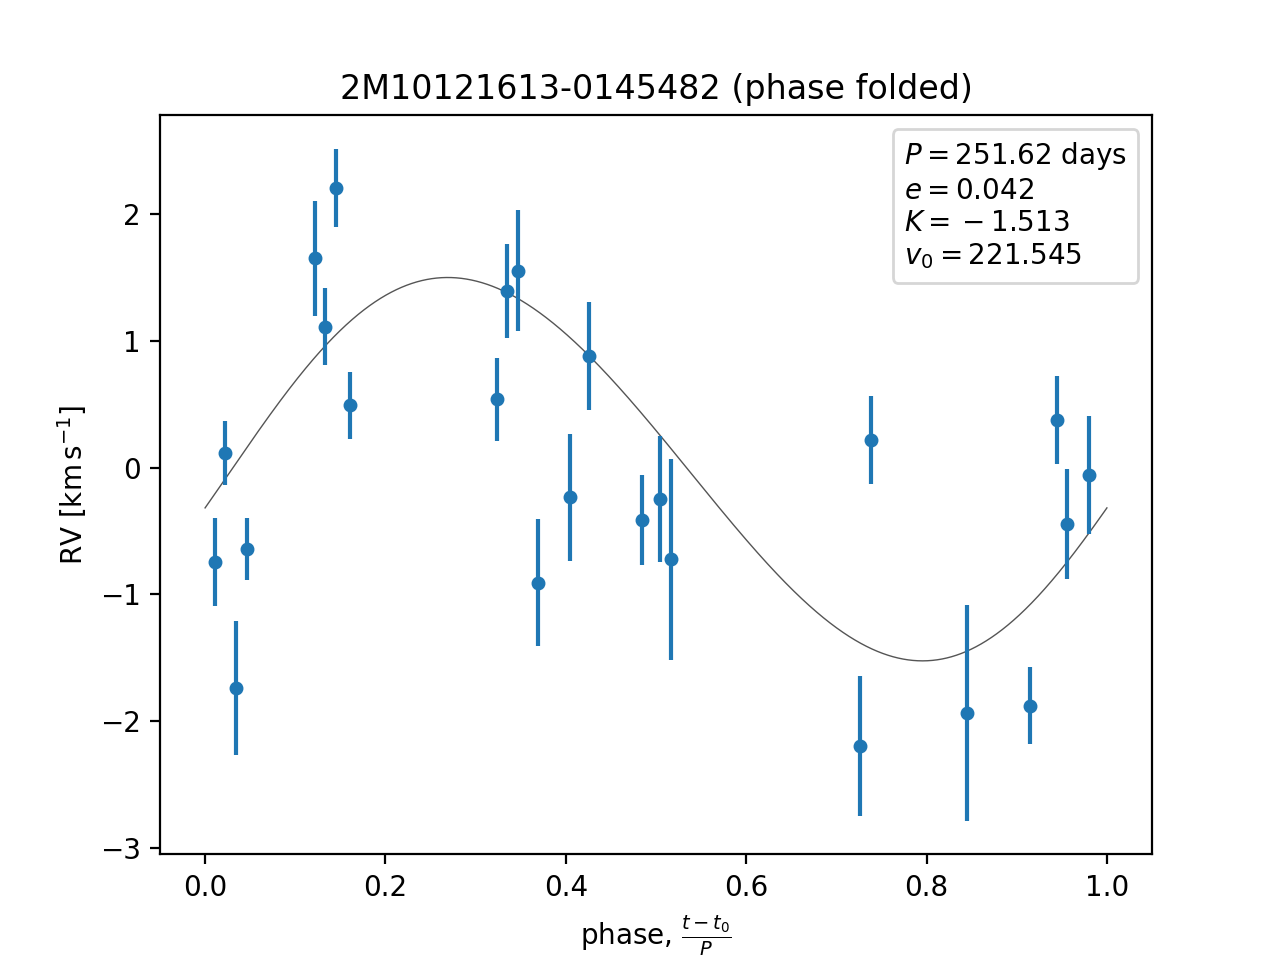 2M10121613-0145482 (phase folded)
P = 251.62 days
e = 0.042
K = −1.513
v₀ = 221.545
RV [km s⁻¹]
2
1
0
−1
−2
−3
0.0 0.2 0.4 0.6 0.8 1.0
phase, (t − t₀)/P